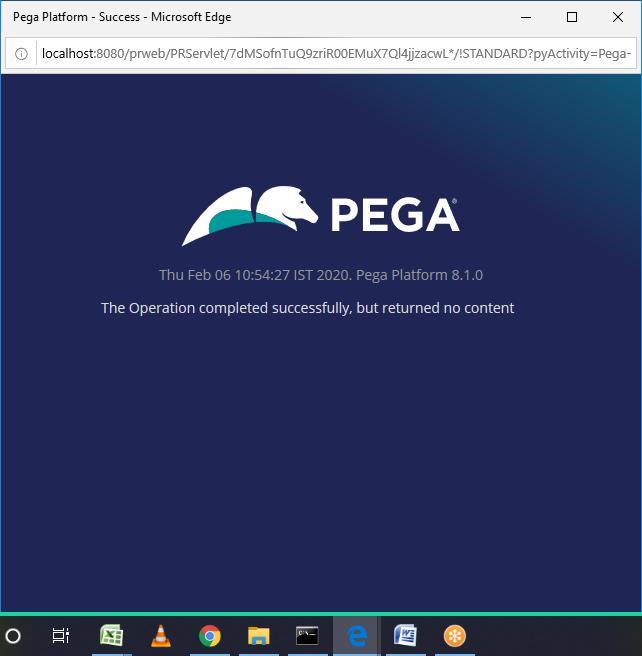 Pega Platform - Success - Microsoft Edge
localhost:8080/prweb/PRServlet/7dMSofnTuQ9zriR00EMuX7Ql4jjzacwL*/!STANDARD?pyActivity=Pega-
PEGA®
Thu Feb 06 10:54:27 IST 2020. Pega Platform 8.1.0
The Operation completed successfully, but returned no content